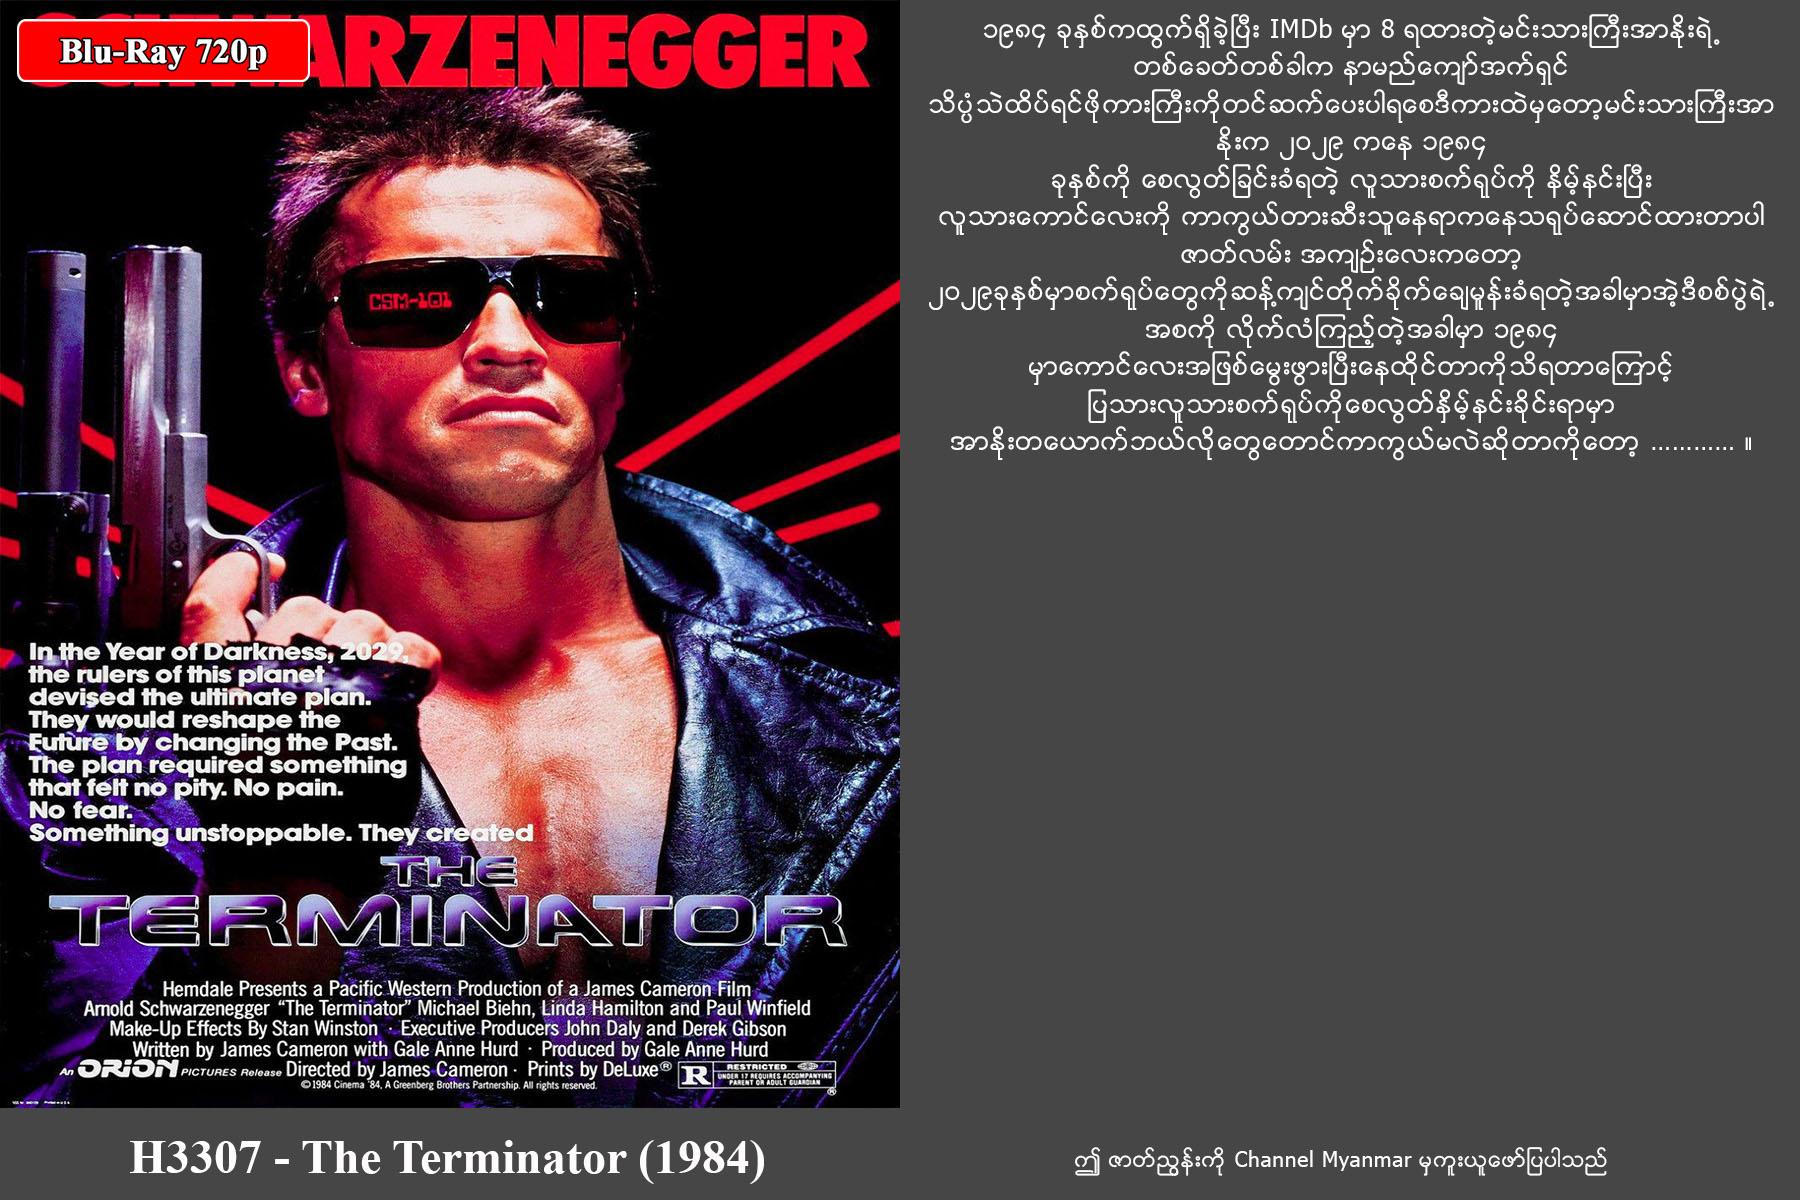 SCHWARZENEGGER
Blu-Ray 720p
CSM-101
In the Year of Darkness, 2029,
the rulers of this planet
devised the ultimate plan.
They would reshape the
Future by changing the Past.
The plan required something
that felt no pity. No pain.
No fear.
Something unstoppable. They created
THE
TERMINATOR
Hemdale Presents a Pacific Western Production of a James Cameron Film
Arnold Schwarzenegger “The Terminator” Michael Biehn, Linda Hamilton and Paul Winfield
Make-Up Effects By Stan Winston · Executive Producers John Daly and Derek Gibson
Written by James Cameron with Gale Anne Hurd · Produced by Gale Anne Hurd
An ORION PICTURES Release Directed by James Cameron · Prints by DeLuxe®
R RESTRICTED
UNDER 17 REQUIRES ACCOMPANYING
PARENT OR ADULT GUARDIAN
©1984 Cinema '84, A Greenberg Brothers Partnership. All rights reserved.
H3307 - The Terminator (1984)
၁၉၈၄ ခုနှစ်ကထွက်ရှိခဲ့ပြီး IMDb မှာ 8 ရထားတဲ့မင်းသားကြီးအာနိုးရဲ့
တစ်ခေတ်တစ်ခါက နာမည်ကျော်အက်ရှင်
သိပ္ပံသဲထိပ်ရင်ဖိုကားကြီးကိုတင်ဆက်ပေးပါရစေဒီကားထဲမှတော့မင်းသားကြီးအာ
နိုးက ၂၀၂၉ ကနေ ၁၉၈၄
ခုနှစ်ကို စေလွတ်ခြင်းခံရတဲ့ လူသားစက်ရုပ်ကို နှိမ့်နင်းပြီး
လူသားကောင်လေးကို ကာကွယ်တားဆီးသူနေရာကနေသရုပ်ဆောင်ထားတာပါ
ဇာတ်လမ်း အကျဉ်းလေးကတော့
၂၀၂၉ခုနှစ်မှာစက်ရုပ်တွေကိုဆန့်ကျင်တိုက်ခိုက်ချေမှုန်းခံရတဲ့အခါမှာအဲ့ဒီစစ်ပွဲရဲ့
အစကို လိုက်လံကြည့်တဲ့အခါမှာ ၁၉၈၄
မှာကောင်လေးအဖြစ်မွေးဖွားပြီးနေထိုင်တာကိုသိရတာကြောင့်
ပြသားလူသားစက်ရုပ်ကိုစေလွတ်နှိမ့်နင်းခိုင်းရာမှာ
အာနိုးတယောက်ဘယ်လိုတွေတောင်ကာကွယ်မလဲဆိုတာကိုတော့ ............ ။
ဤ ဇာတ်ညွှန်းကို Channel Myanmar မှကူးယူဖော်ပြပါသည်